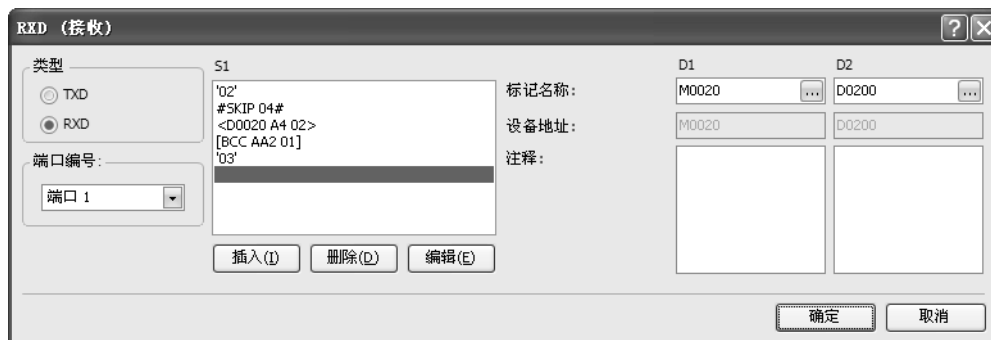 RXD (接收)
类型
TXD
RXD
端口编号:
端口 1
S1
'02'
#SKIP 04#
<D0020 A4 02>
[BCC AA2 01]
'03'
插入(I)
删除(D)
编辑(E)
D1
D2
标记名称:
M0020
...
D0200
...
设备地址:
M0020
D0200
注释:
确定
取消